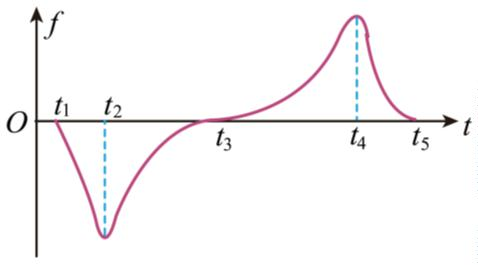 f
t₁ t₂
O t
t₃ t₄ t₅